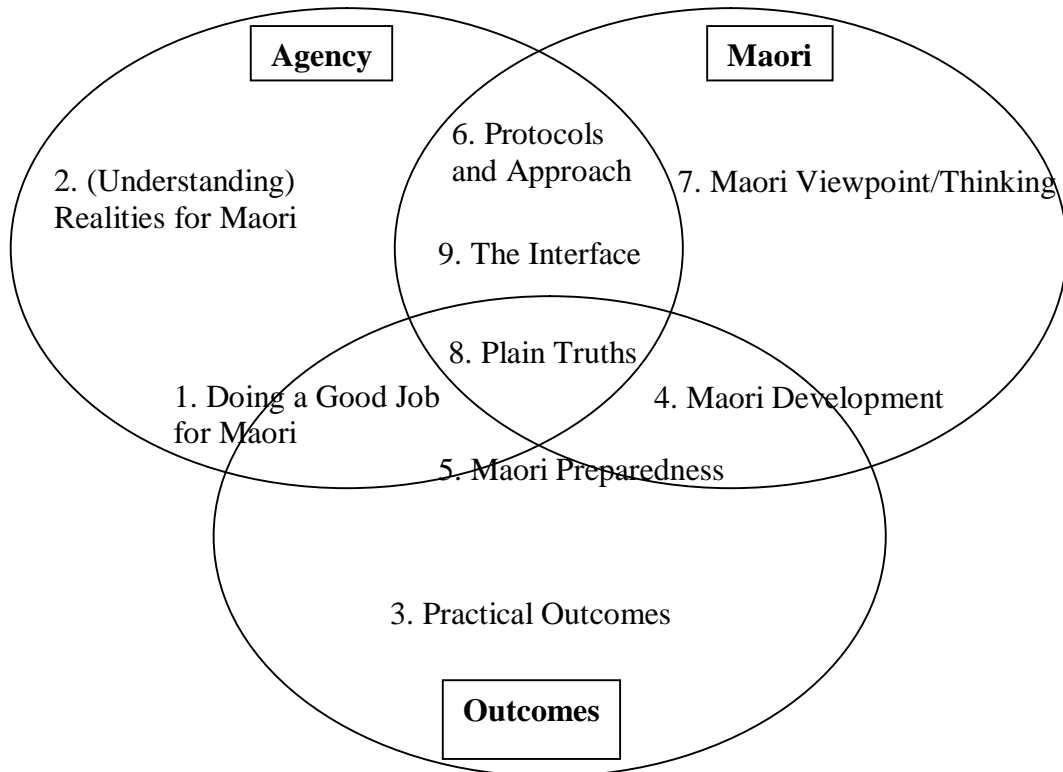 Agency
Maori
6. Protocols
and Approach
2. (Understanding)
Realities for Maori
7. Maori Viewpoint/Thinking
9. The Interface
8. Plain Truths
1. Doing a Good Job
for Maori
4. Maori Development
5. Maori Preparedness
3. Practical Outcomes
Outcomes